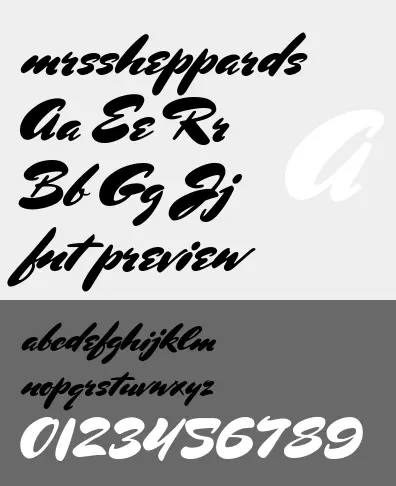 mrssheppards
Aa Ee Rr
a
Bb Gg Jj
fnt preview
abcdefghijklm
nopqrstuvwxyz
0123456789